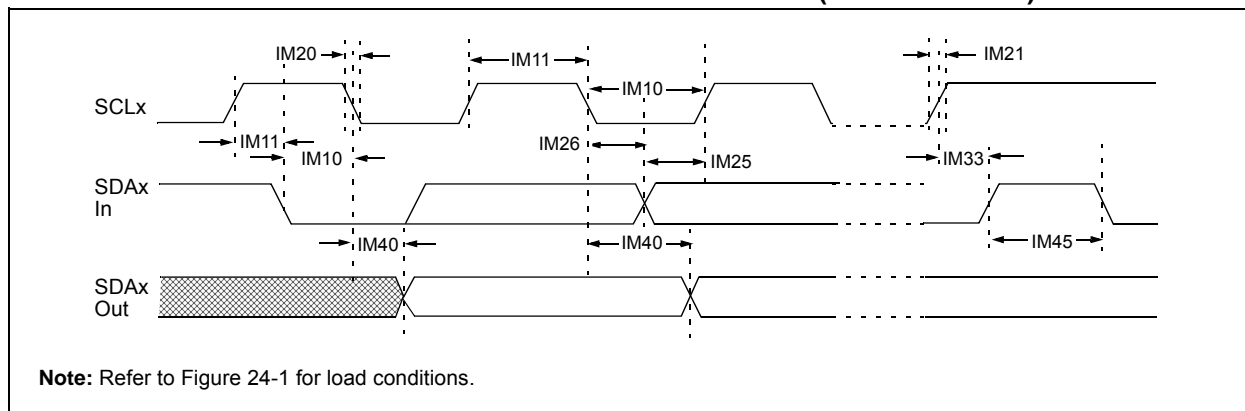 IM20
IM11
IM21
IM10
SCLx
IM11
IM10
IM26
IM25
IM33
SDAx
In
IM40
IM40
IM45
SDAx
Out
Note: Refer to Figure 24-1 for load conditions.